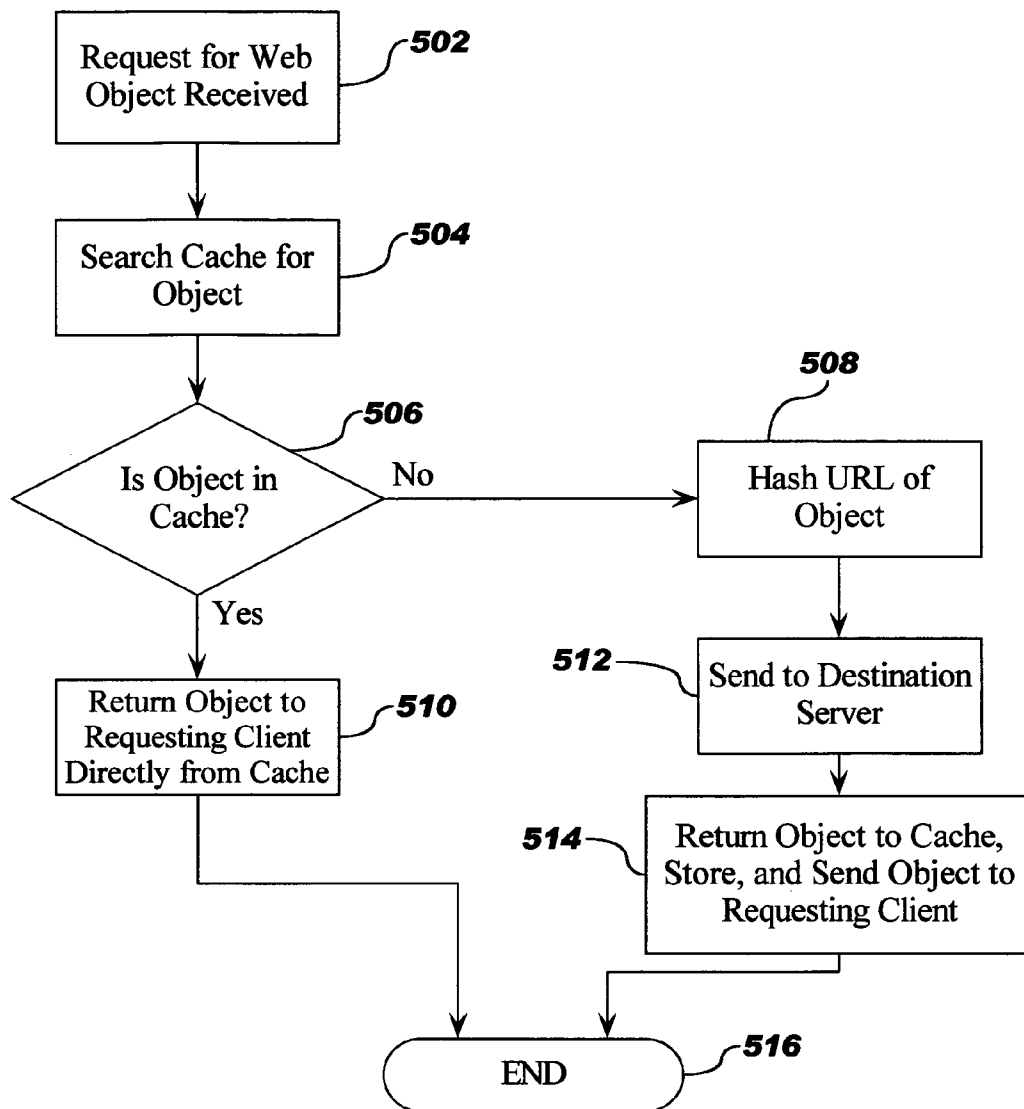 Request for Web
Object Received
502
Search Cache for
Object
504
Is Object in
Cache?
506
No
Yes
508
Hash URL of
Object
Return Object to
Requesting Client
Directly from Cache
510
512
Send to Destination
Server
514
Return Object to Cache,
Store, and Send Object to
Requesting Client
END
516